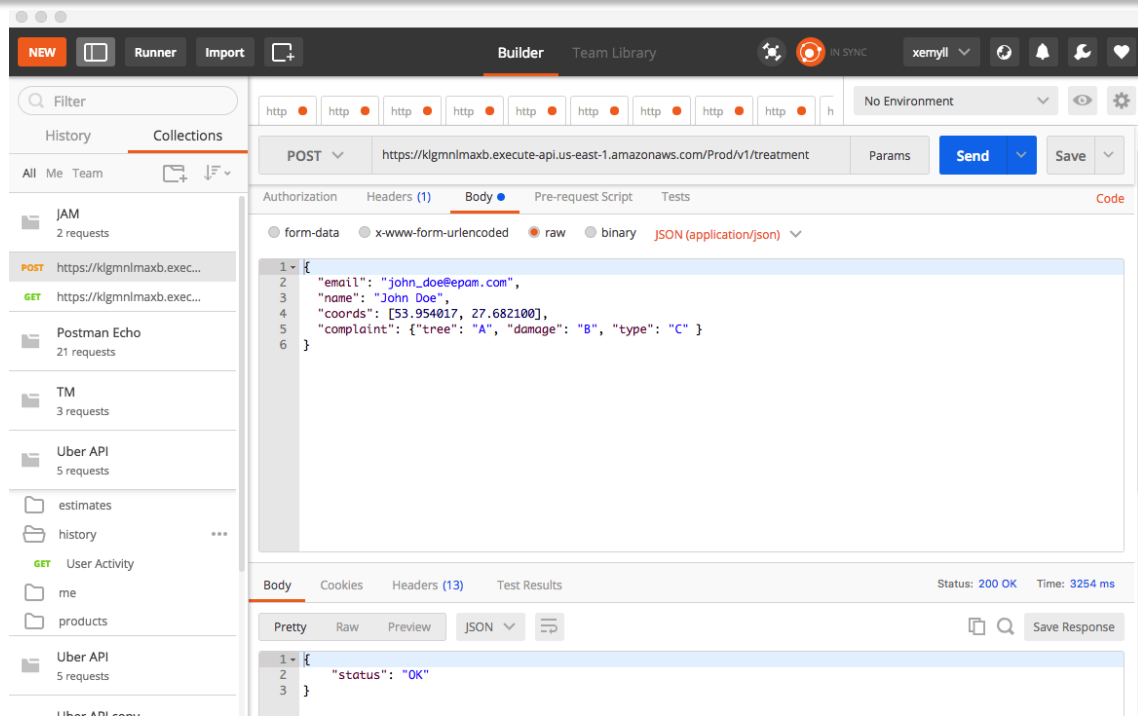 NEW Runner Import Builder Team Library IN SYNC xemyll
Filter
History Collections
All Me Team
JAM
2 requests
POST https://klgmnlmaxb.exec...
GET https://klgmnlmaxb.exec...
Postman Echo
21 requests
TM
3 requests
Uber API
5 requests
estimates
history
GET User Activity
me
products
Uber API
5 requests
Uber API copy
http http http http http http http http http h
No Environment
POST https://klgmnlmaxb.execute-api.us-east-1.amazonaws.com/Prod/v1/treatment Params Send Save
Authorization Headers (1) Body Pre-request Script Tests Code
form-data x-www-form-urlencoded raw binary JSON (application/json)
1 {
2 "email": "john_doe@epam.com",
3 "name": "John Doe",
4 "coords": [53.954017, 27.682100],
5 "complaint": {"tree": "A", "damage": "B", "type": "C" }
6 }
Body Cookies Headers (13) Test Results Status: 200 OK Time: 3254 ms
Pretty Raw Preview JSON Save Response
1 {
2 "status": "OK"
3 }